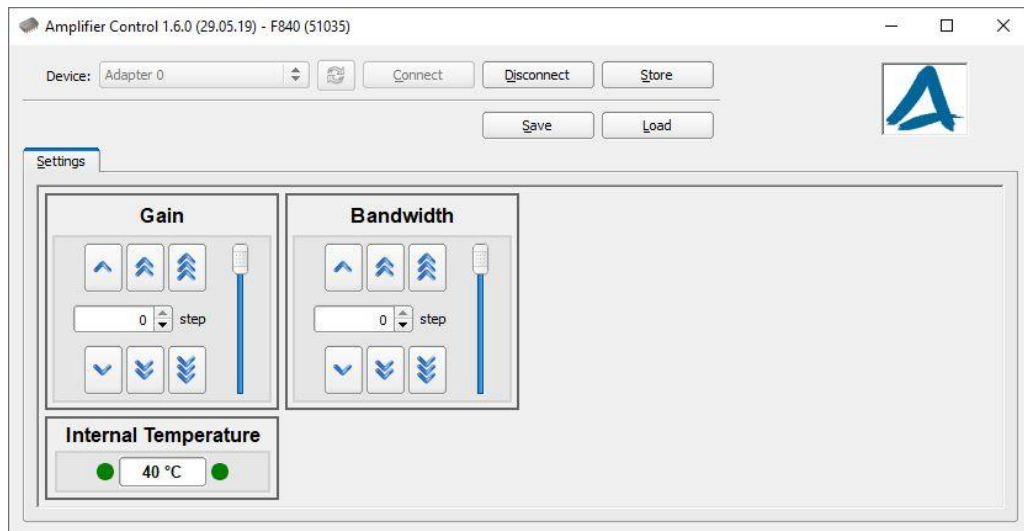 Amplifier Control 1.6.0 (29.05.19) - F840 (51035)
Device: Adapter 0 Connect Disconnect Store
Save Load
Settings
Gain
0 step
Bandwidth
0 step
Internal Temperature
40 °C